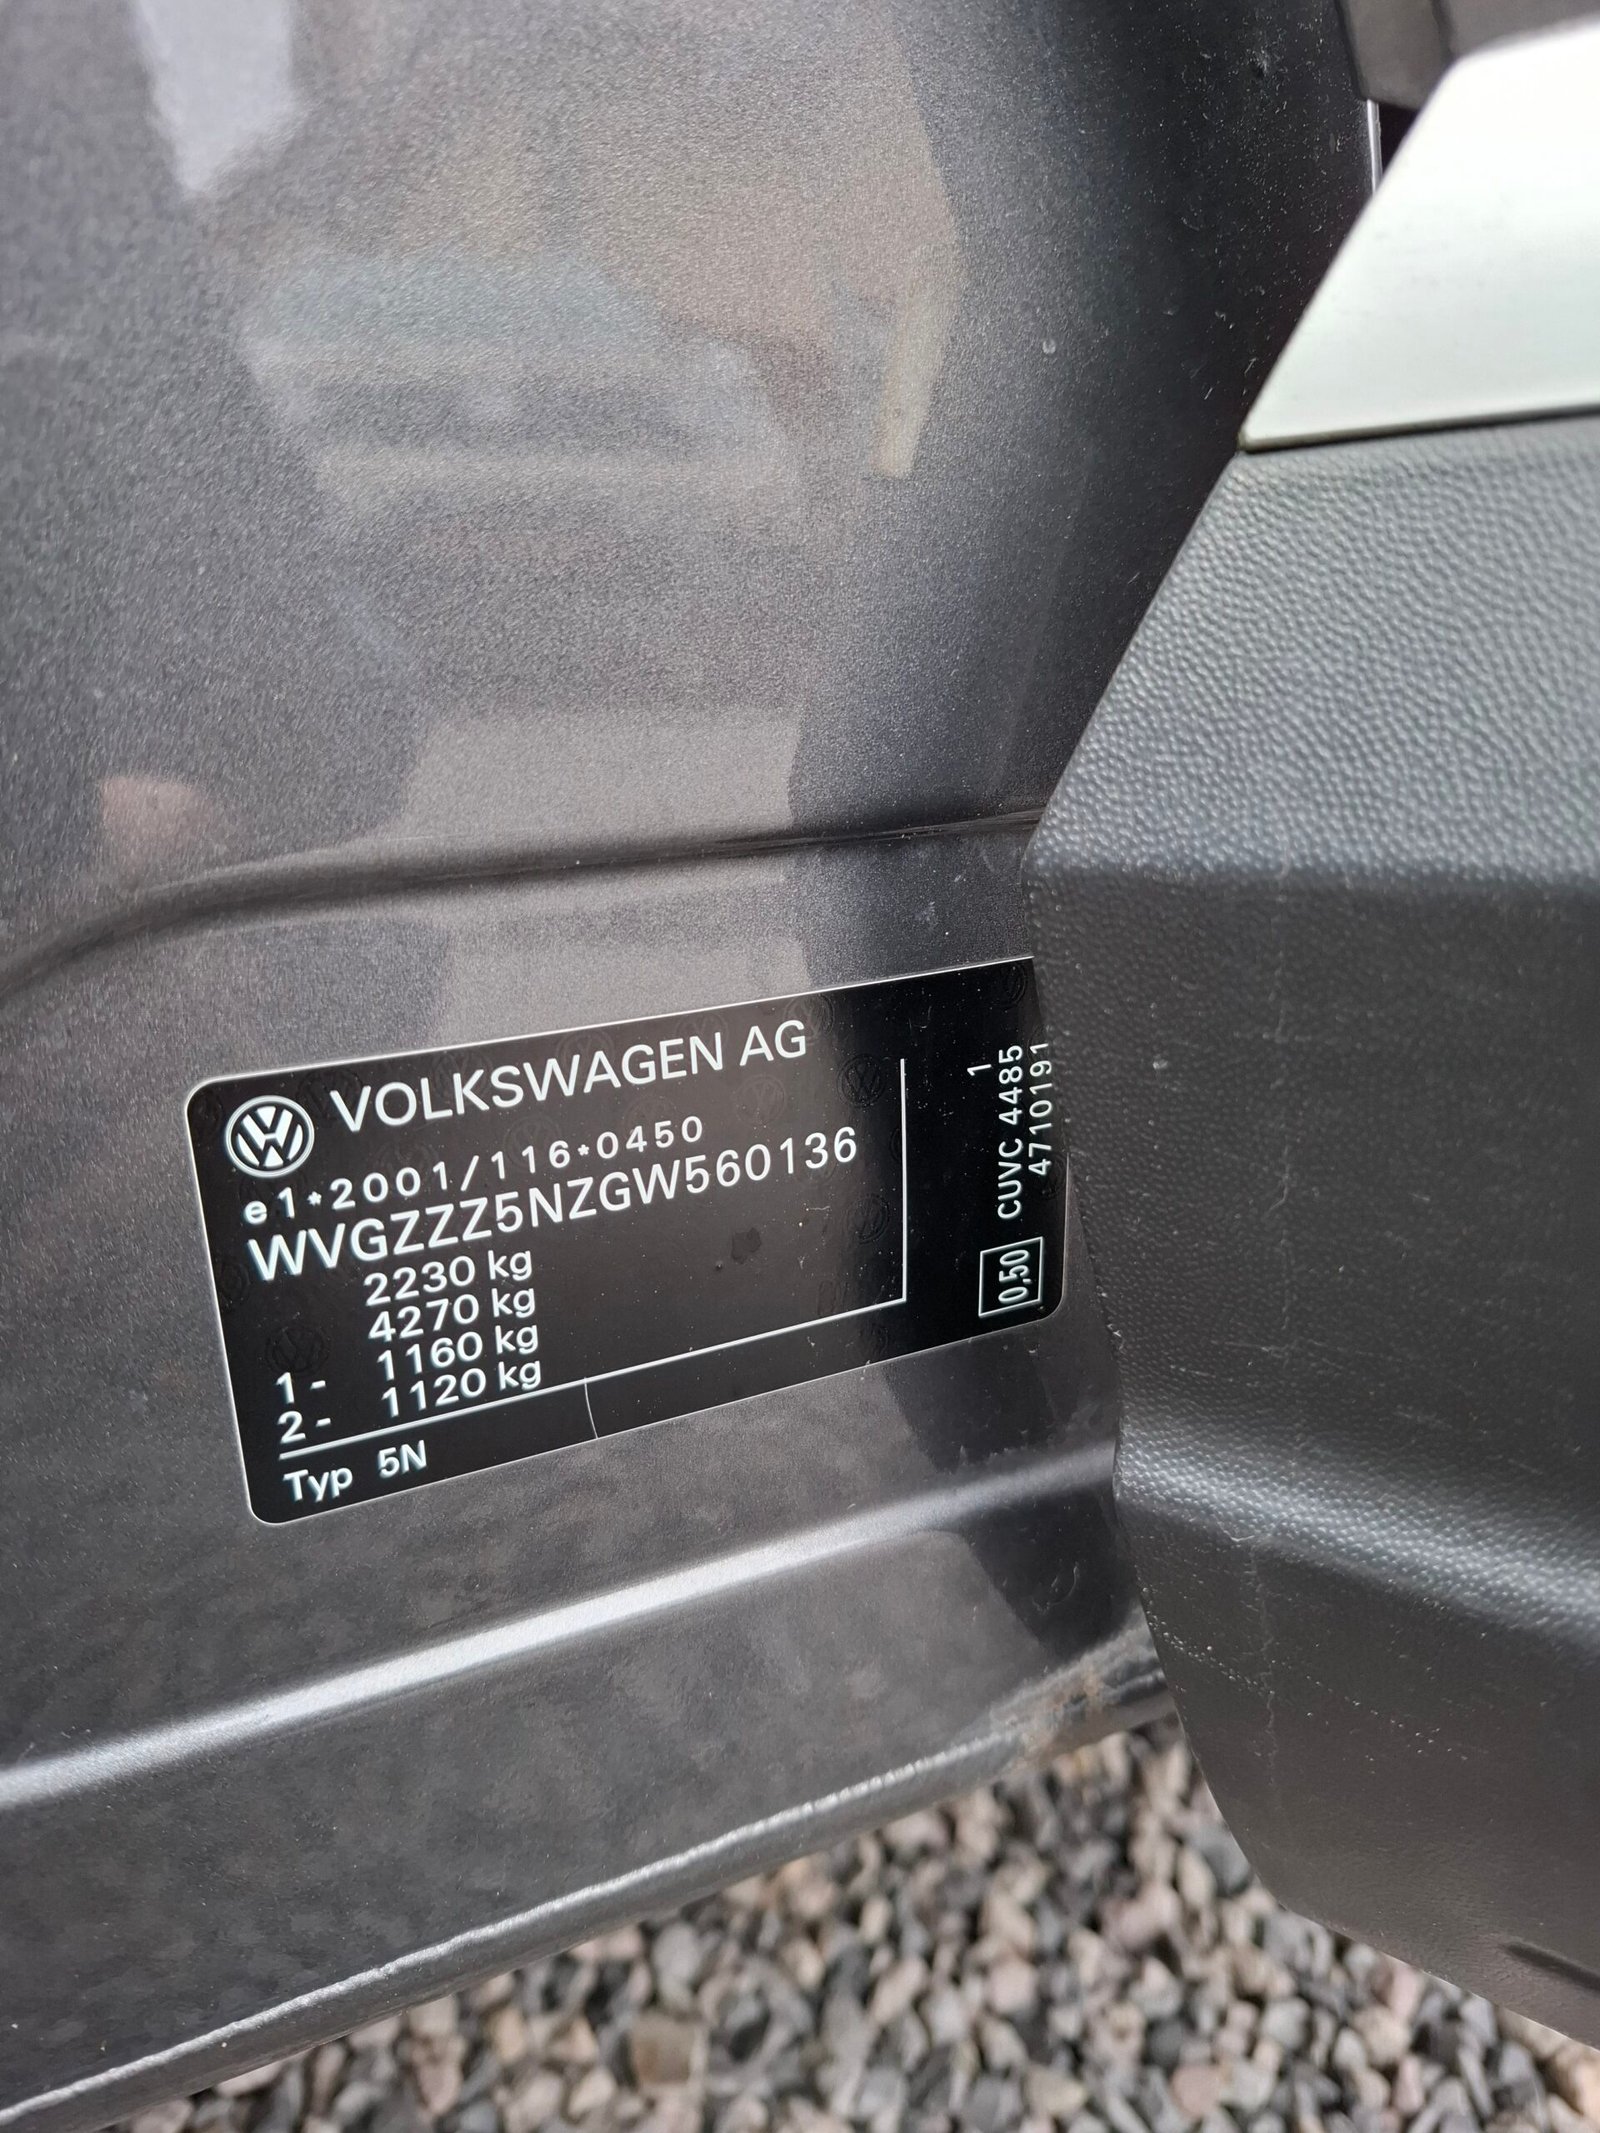 VOLKSWAGEN AG
e1*2001/116*0450
WVGZZZ5NZGW560136
2230 kg
4270 kg
1 - 1160 kg
2 - 1120 kg
Typ 5N
1
CUVC 4485
4710191
0,50